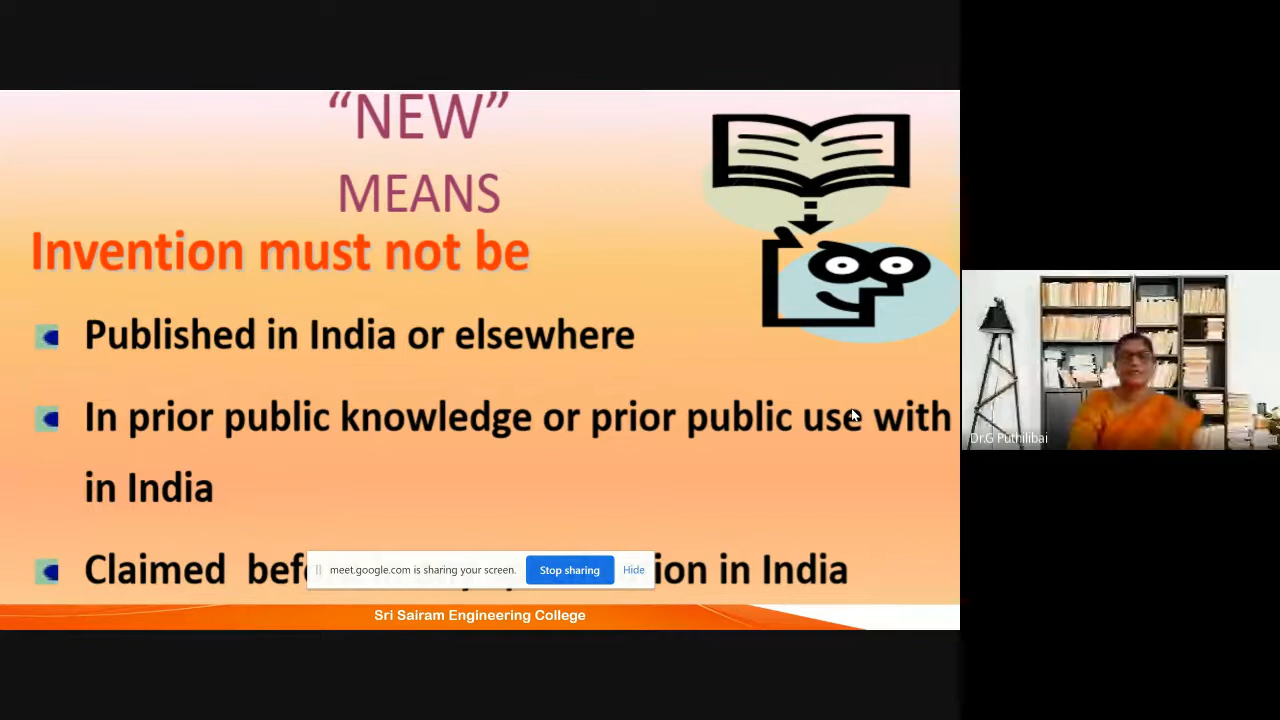 “NEW”
MEANS
Invention must not be
Published in India or elsewhere
In prior public knowledge or prior public use with
in India
Claimed in India
meet.google.com is sharing your screen. Stop sharing Hide
Sri Sairam Engineering College
Dr.G Puthilibai